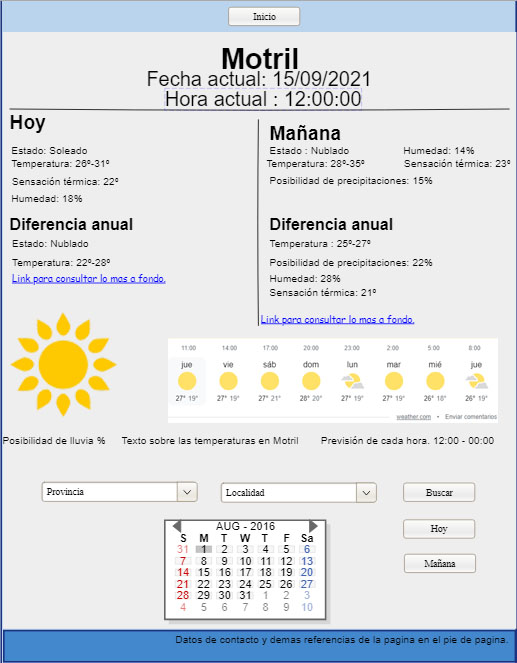 Inicio
Motril
Fecha actual: 15/09/2021
Hora actual : 12:00:00
Hoy
Estado: Soleado
Temperatura: 26º-31º
Sensación térmica: 22º
Humedad: 18%
Diferencia anual
Estado: Nublado
Temperatura: 22º-28º
Link para consultar lo mas a fondo.
Mañana
Estado : Nublado Humedad: 14%
Temperatura: 28º-35º Sensación térmica: 23º
Posibilidad de precipitaciones: 15%
Diferencia anual
Temperatura : 25º-27º
Posibilidad de precipitaciones: 22%
Humedad: 28%
Sensación térmica: 21º
Link para consultar lo mas a fondo.
11:00 14:00 17:00 20:00 23:00 2:00 5:00 8:00
jue vie sáb dom lun mar mié jue
27° 19° 27° 19° 27° 21° 28° 20° 27° 19° 27° 19° 26° 18° 26° 19°
weather.com • Enviar comentarios
Posibilidad de lluvia % Texto sobre las temperaturas en Motril Previsión de cada hora. 12:00 - 00:00
Provincia Localidad Buscar
Hoy
Mañana
AUG - 2016
S M T W T F Sa
31 1 2 3 4 5 6
7 8 9 10 11 12 13
14 15 16 17 18 19 20
21 22 23 24 25 26 27
28 29 30 31 1 2 3
4 5 6 7 8 9 10
Datos de contacto y demas referencias de la pagina en el pie de pagina.